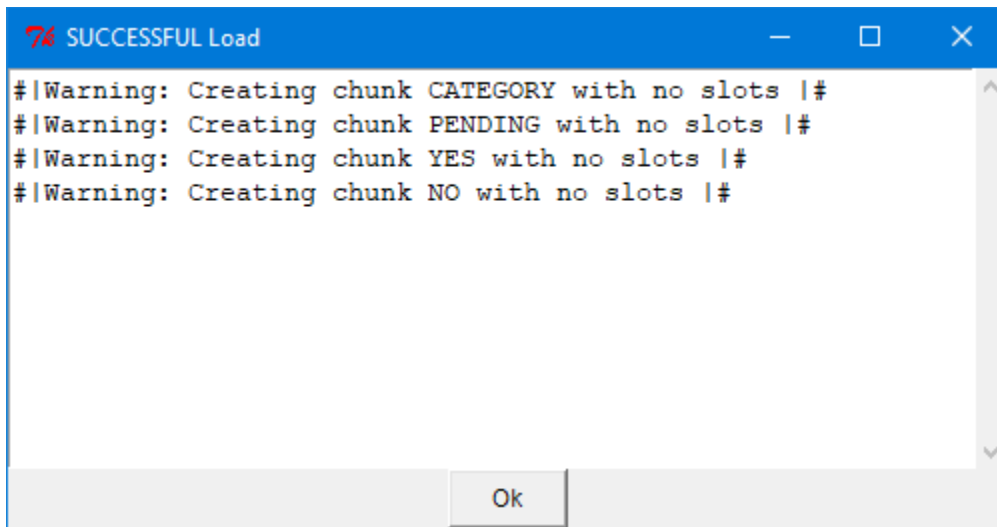 SUCCESSFUL Load
#|Warning: Creating chunk CATEGORY with no slots |#
#|Warning: Creating chunk PENDING with no slots |#
#|Warning: Creating chunk YES with no slots |#
#|Warning: Creating chunk NO with no slots |#
Ok